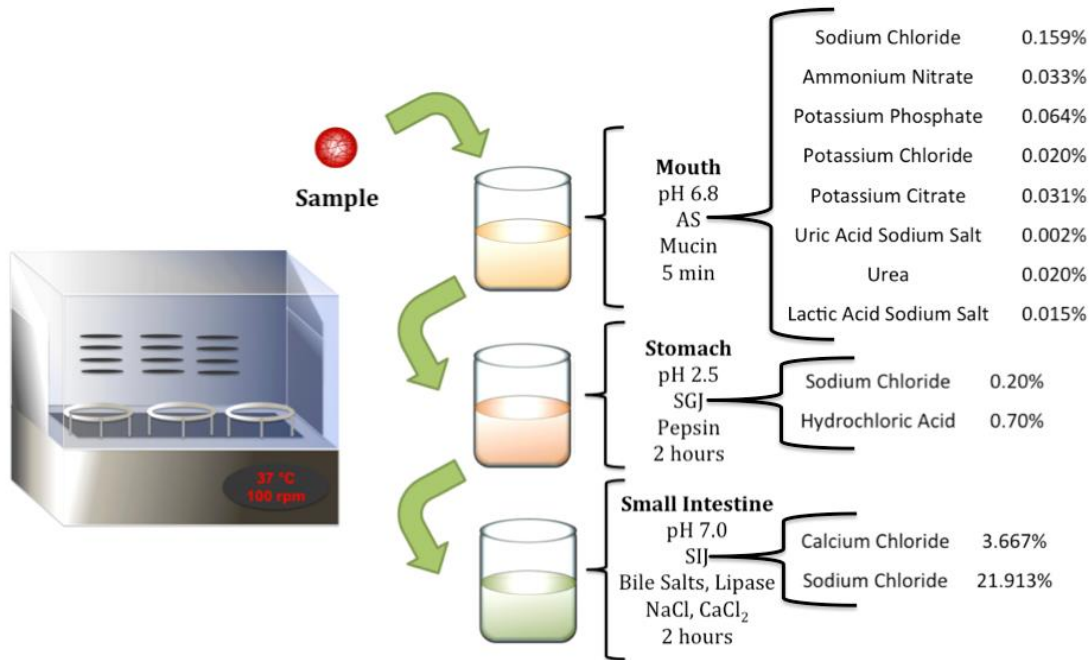 Sample
37 °C
100 rpm
Mouth
pH 6.8
AS
Mucin
5 min
Sodium Chloride 0.159%
Ammonium Nitrate 0.033%
Potassium Phosphate 0.064%
Potassium Chloride 0.020%
Potassium Citrate 0.031%
Uric Acid Sodium Salt 0.002%
Urea 0.020%
Lactic Acid Sodium Salt 0.015%
Stomach
pH 2.5
SGJ
Pepsin
2 hours
Sodium Chloride 0.20%
Hydrochloric Acid 0.70%
Small Intestine
pH 7.0
SIJ
Bile Salts, Lipase
NaCl, CaCl₂
2 hours
Calcium Chloride 3.667%
Sodium Chloride 21.913%